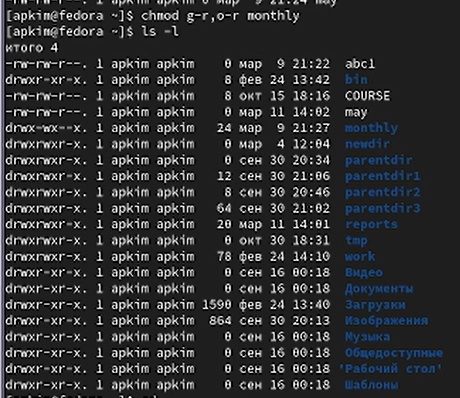 [apkim@fedora ~]$ chmod g-r,o-r monthly
[apkim@fedora ~]$ ls -l
итого 4
-rw-rw-r--. 1 apkim apkim 0 мар 9 21:22 abc1
drwxr-xr-x. 1 apkim apkim 8 фев 24 13:42 bin
-rw-rw-r--. 1 apkim apkim 8 окт 15 18:16 COURSE
-rw-rw-r--. 1 apkim apkim 0 мар 11 14:02 may
drwx-wx--x. 1 apkim apkim 24 мар 9 21:27 monthly
drwxrwxr-x. 1 apkim apkim 0 мар 4 12:04 newdir
drwxrwxr-x. 1 apkim apkim 0 сен 30 20:34 parentdir
drwxrwxr-x. 1 apkim apkim 12 сен 30 21:06 parentdir1
drwxrwxr-x. 1 apkim apkim 8 сен 30 20:46 parentdir2
drwxrwxr-x. 1 apkim apkim 64 сен 30 21:02 parentdir3
drwxrwxr-x. 1 apkim apkim 20 мар 11 14:01 reports
drwxrwxr-x. 1 apkim apkim 0 окт 30 18:31 tmp
drwxrwxr-x. 1 apkim apkim 78 фев 24 14:10 work
drwxr-xr-x. 1 apkim apkim 0 сен 16 00:18 Видео
drwxr-xr-x. 1 apkim apkim 0 сен 16 00:18 Документы
drwxr-xr-x. 1 apkim apkim 1590 фев 24 13:40 Загрузки
drwxr-xr-x. 1 apkim apkim 864 сен 30 20:13 Изображения
drwxr-xr-x. 1 apkim apkim 0 сен 16 00:18 Музыка
drwxr-xr-x. 1 apkim apkim 0 сен 16 00:18 Общедоступные
drwxr-xr-x. 1 apkim apkim 0 сен 16 00:18 'Рабочий стол'
drwxr-xr-x. 1 apkim apkim 0 сен 16 00:18 Шаблоны